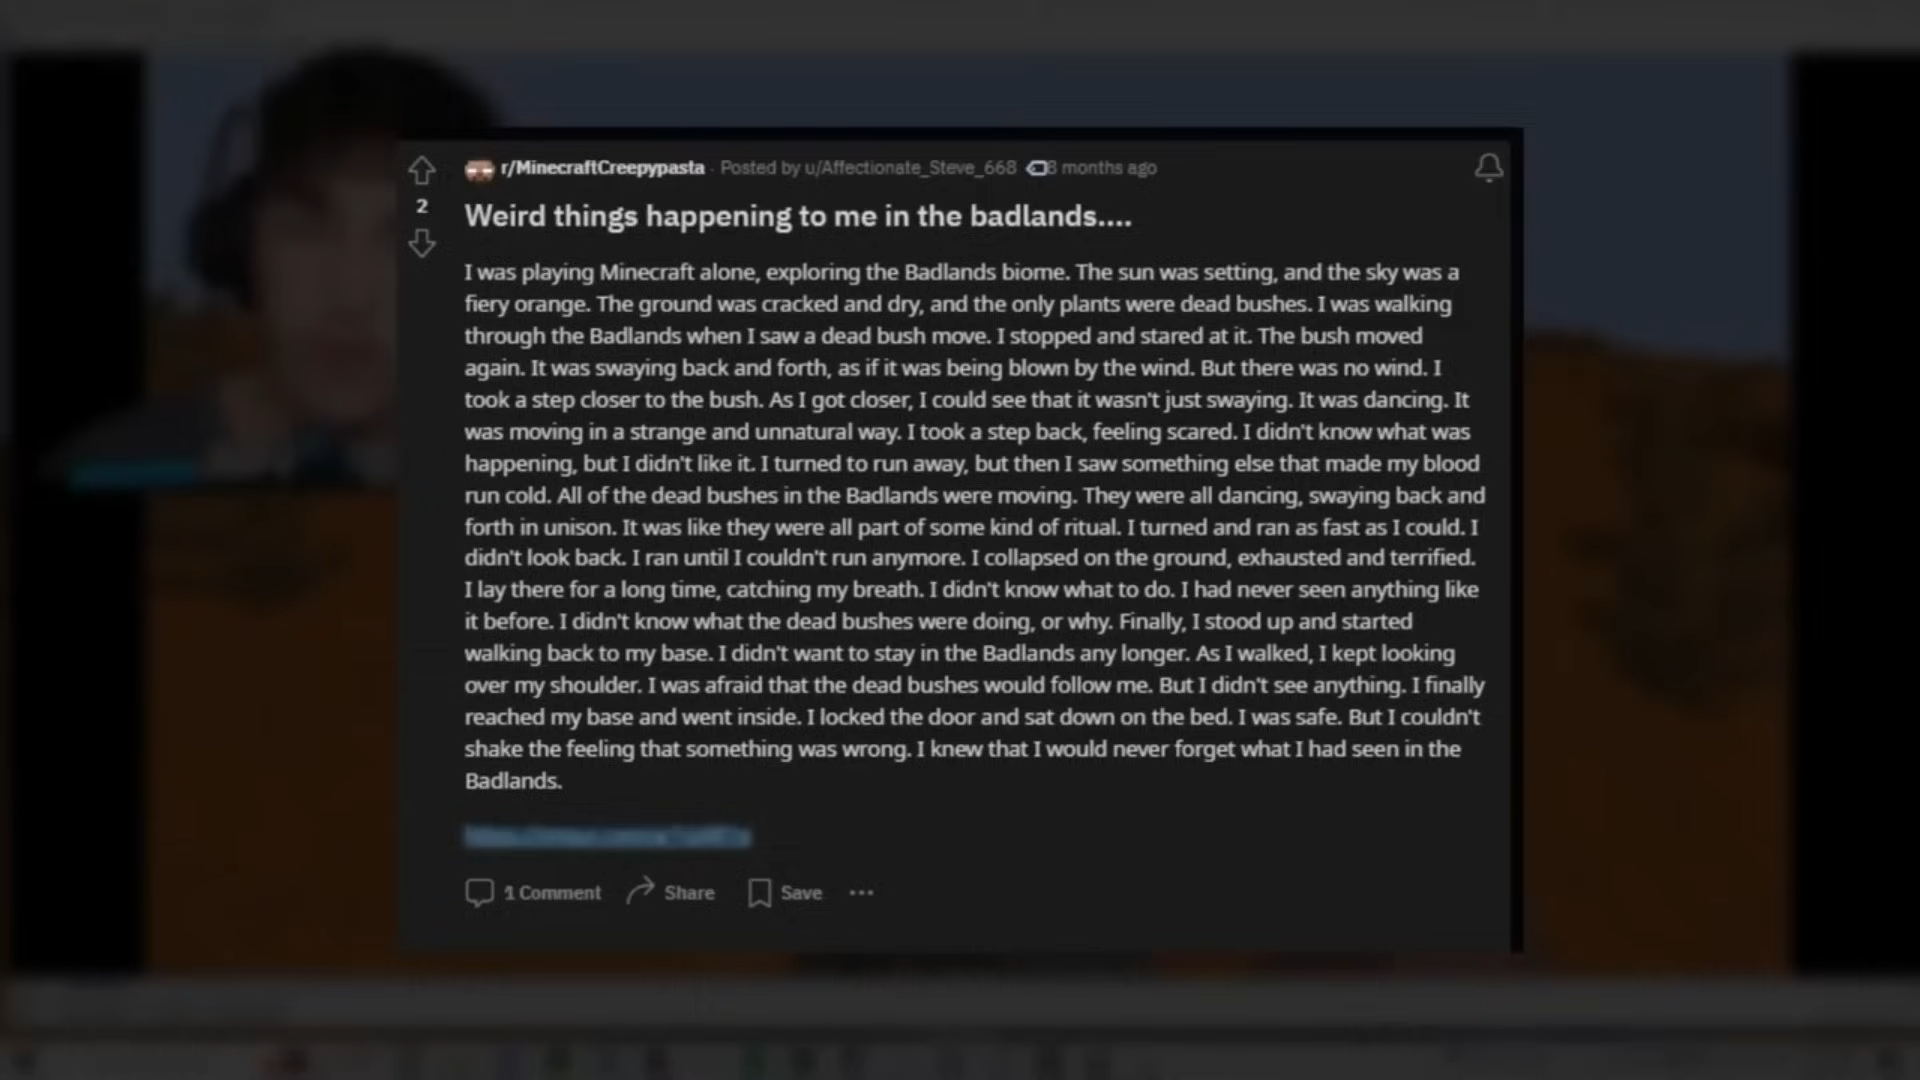 r/MinecraftCreepypasta · Posted by u/Affectionate_Steve_668 8 months ago
2
Weird things happening to me in the badlands....
I was playing Minecraft alone, exploring the Badlands biome. The sun was setting, and the sky was a
fiery orange. The ground was cracked and dry, and the only plants were dead bushes. I was walking
through the Badlands when I saw a dead bush move. I stopped and stared at it. The bush moved
again. It was swaying back and forth, as if it was being blown by the wind. But there was no wind. I
took a step closer to the bush. As I got closer, I could see that it wasn't just swaying. It was dancing. It
was moving in a strange and unnatural way. I took a step back, feeling scared. I didn't know what was
happening, but I didn't like it. I turned to run away, but then I saw something else that made my blood
run cold. All of the dead bushes in the Badlands were moving. They were all dancing, swaying back and
forth in unison. It was like they were all part of some kind of ritual. I turned and ran as fast as I could. I
didn't look back. I ran until I couldn't run anymore. I collapsed on the ground, exhausted and terrified.
I lay there for a long time, catching my breath. I didn't know what to do. I had never seen anything like
it before. I didn't know what the dead bushes were doing, or why. Finally, I stood up and started
walking back to my base. I didn't want to stay in the Badlands any longer. As I walked, I kept looking
over my shoulder. I was afraid that the dead bushes would follow me. But I didn't see anything. I finally
reached my base and went inside. I locked the door and sat down on the bed. I was safe. But I couldn't
shake the feeling that something was wrong. I knew that I would never forget what I had seen in the
Badlands.
1 Comment Share Save